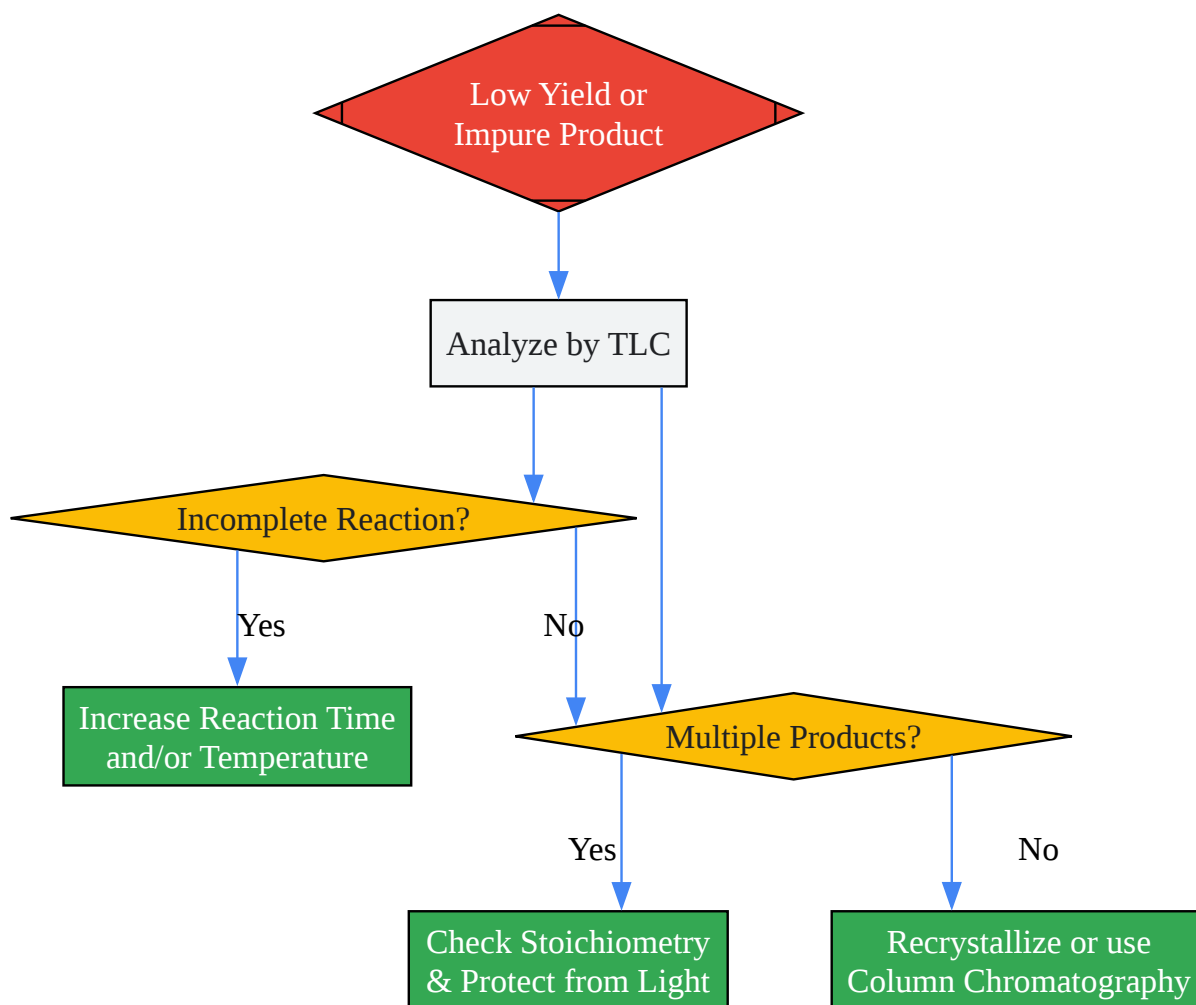 Low Yield or
Impure Product
Analyze by TLC
Incomplete Reaction?
Yes
No
Increase Reaction Time
and/or Temperature
Multiple Products?
Yes
No
Check Stoichiometry
& Protect from Light
Recrystallize or use
Column Chromatography